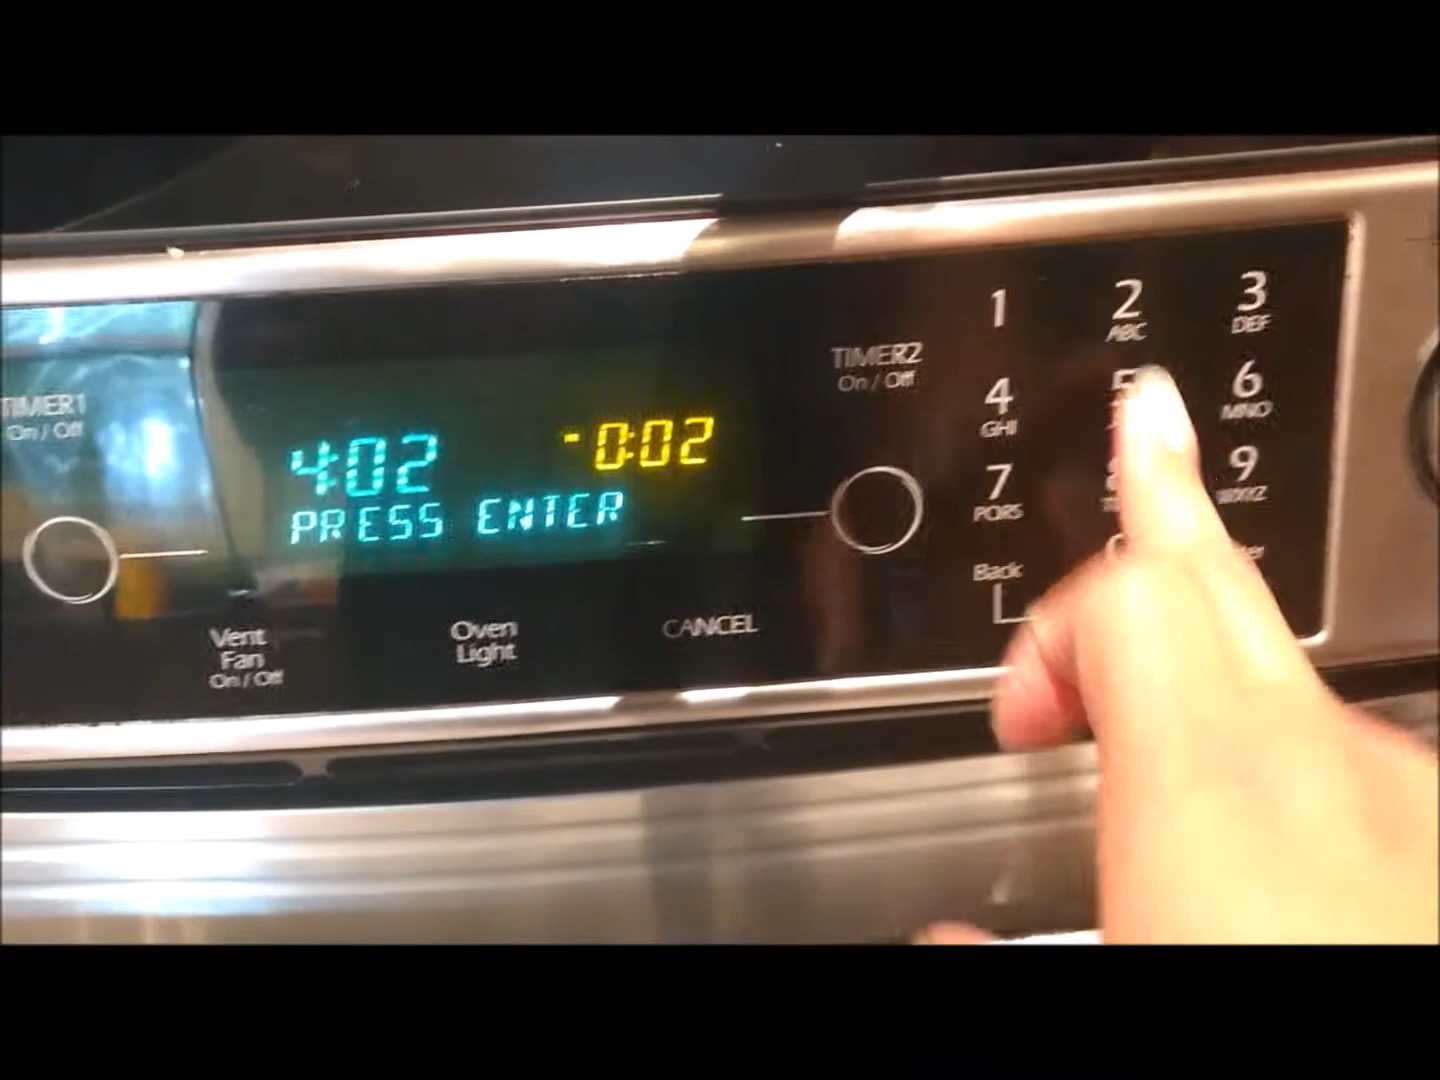 TIMER1
On / Off
4:02
-0:02
PRESS ENTER
Vent
Fan
On / Off
Oven
Light
CANCEL
TIMER2
On / Off
1
2
ABC
3
DEF
4
GHI
5
6
MNO
7
PQRS
9
WXYZ
Back